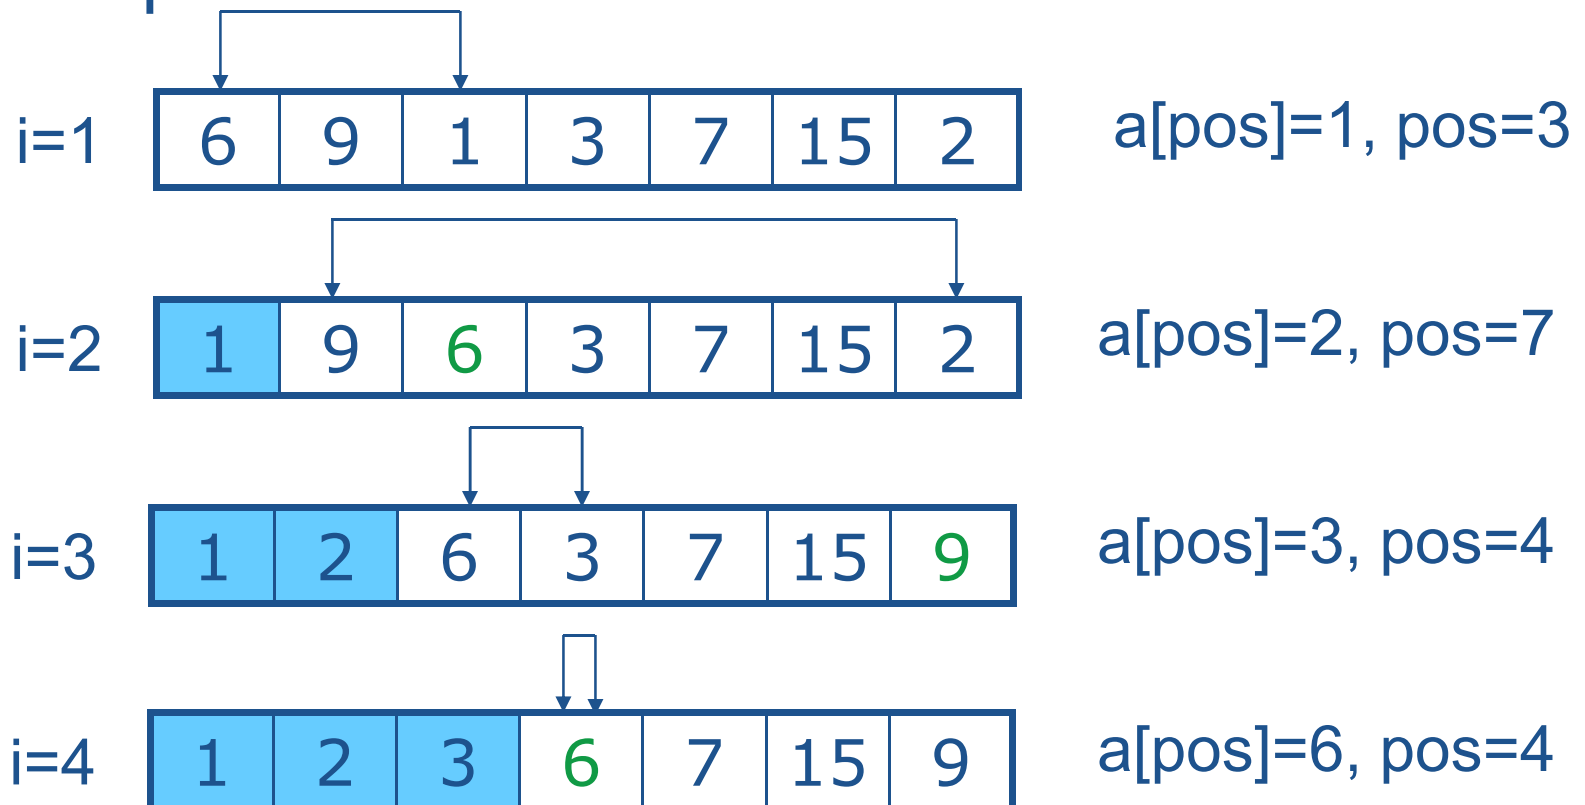 i=1 6 9 1 3 7 15 2 a[pos]=1, pos=3
i=2 1 9 6 3 7 15 2 a[pos]=2, pos=7
i=3 1 2 6 3 7 15 9 a[pos]=3, pos=4
i=4 1 2 3 6 7 15 9 a[pos]=6, pos=4